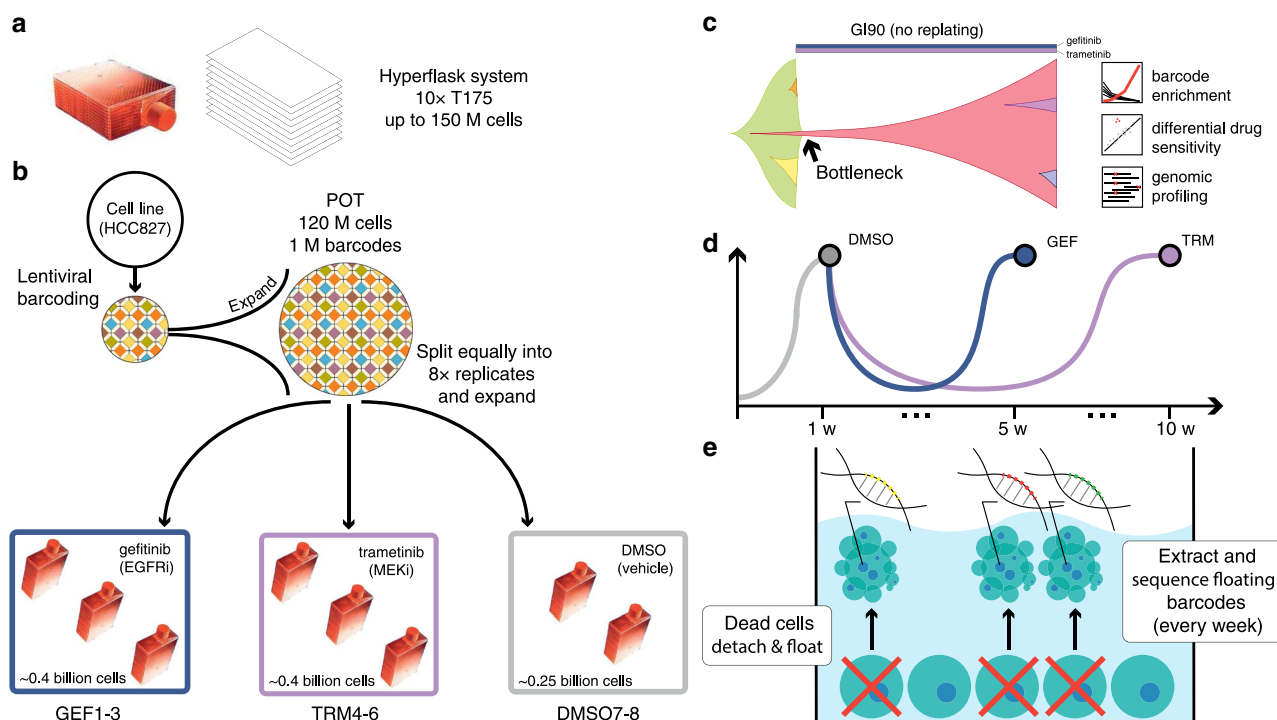 a
Hyperflask system
10× T175
up to 150 M cells
b
Cell line
(HCC827)
Lentiviral
barcoding
Expand
POT
120 M cells
1 M barcodes
Split equally into
8× replicates
and expand
gefitinib
(EGFRi)
~0.4 billion cells
GEF1-3
trametinib
(MEKi)
~0.4 billion cells
TRM4-6
DMSO
(vehicle)
~0.25 billion cells
DMSO7-8
c
GI90 (no replating)
gefitinib
trametinib
Bottleneck
barcode
enrichment
differential drug
sensitivity
genomic
profiling
d
DMSO
GEF
TRM
1 w
5 w
10 w
e
Dead cells
detach & float
Extract and
sequence floating
barcodes
(every week)